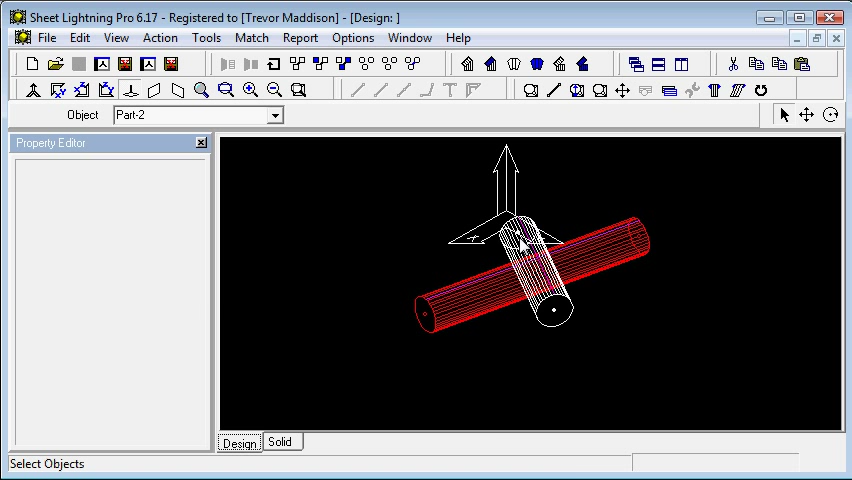 Sheet Lightning Pro 6.17 - Registered to [Trevor Maddison] - [Design: ]
File Edit View Action Tools Match Report Options Window Help
Object Part-2
Property Editor
Design Solid
Select Objects